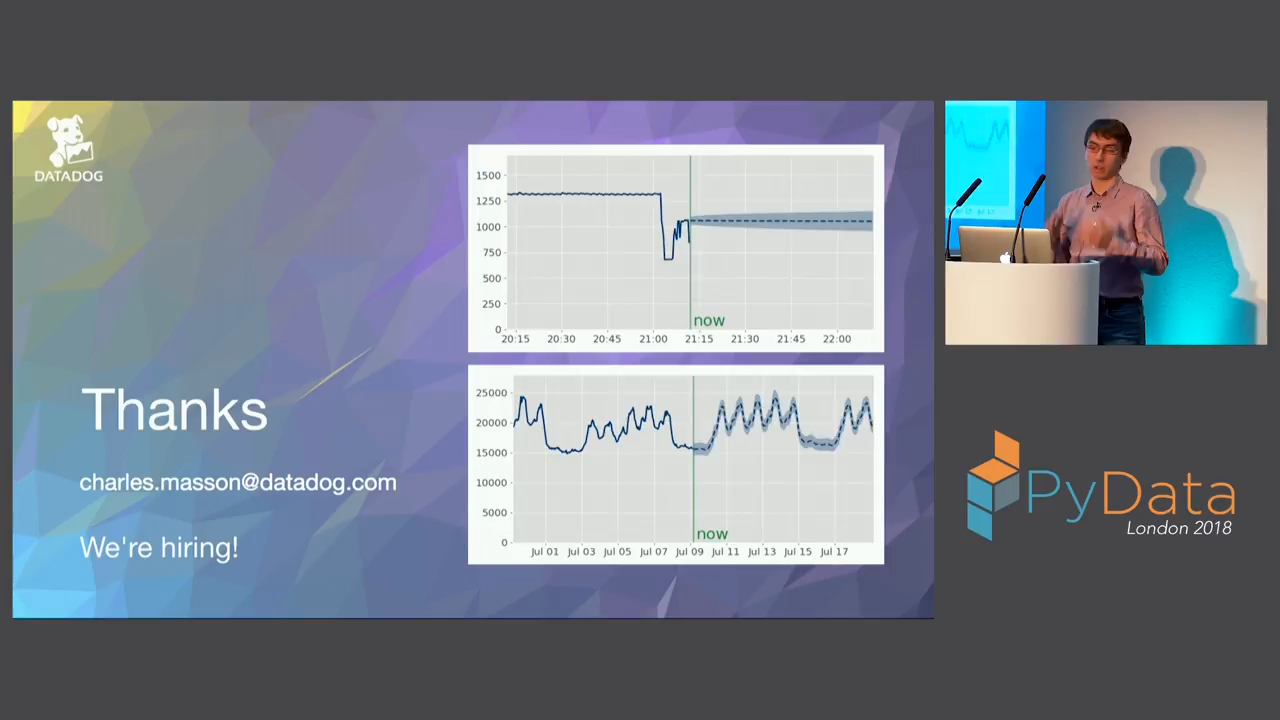 DATADOG
Thanks
charles.masson@datadog.com
We're hiring!
1500
1250
1000
750
500
250
0
20:15 20:30 20:45 21:00 21:15 21:30 21:45 22:00
now
25000
20000
15000
10000
5000
0
Jul 01 Jul 03 Jul 05 Jul 07 Jul 09 Jul 11 Jul 13 Jul 15 Jul 17
now
PyData
London 2018